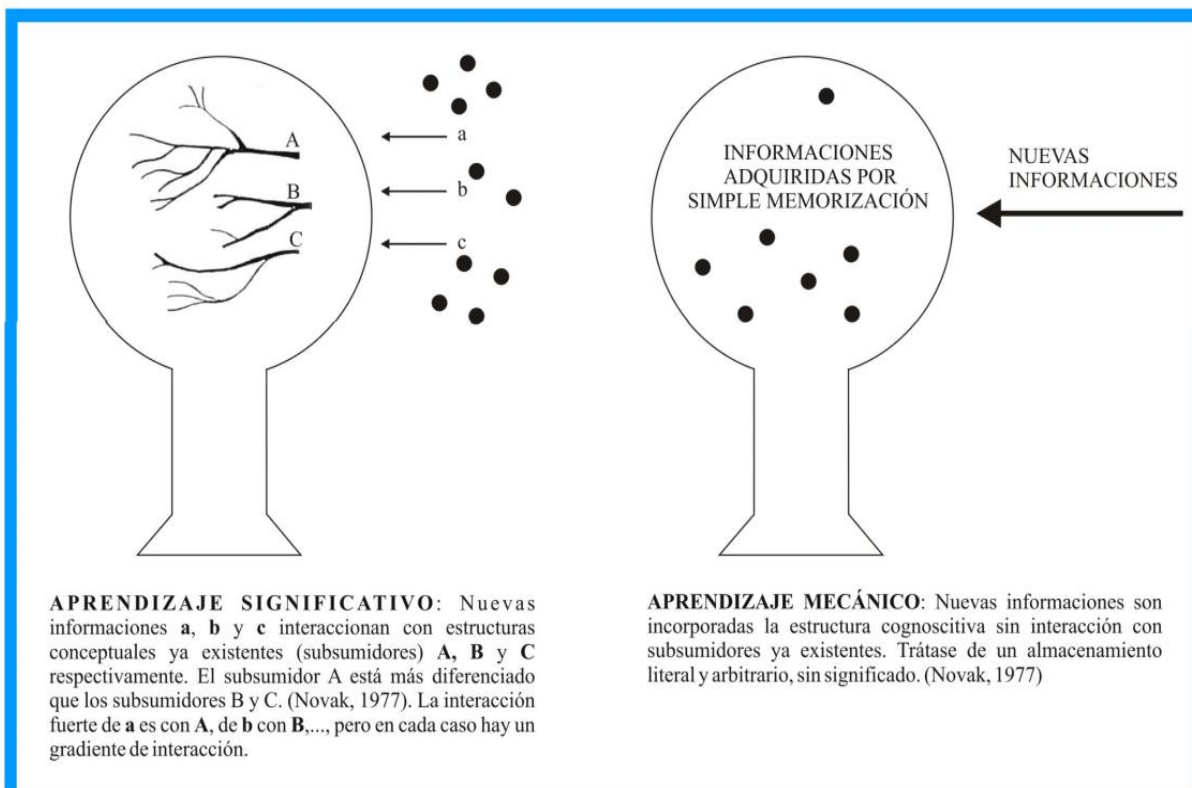 A
B
C
a
b
c
APRENDIZAJE SIGNIFICATIVO: Nuevas
informaciones a, b y c interaccionan con estructuras
conceptuales ya existentes (subsumidores) A, B y C
respectivamente. El subsumidor A está más diferenciado
que los subsumidores B y C. (Novak, 1977). La interacción
fuerte de a es con A, de b con B,..., pero en cada caso hay un
gradiente de interacción.
INFORMACIONES
ADQUIRIDAS POR
SIMPLE MEMORIZACIÓN
NUEVAS
INFORMACIONES
APRENDIZAJE MECÁNICO: Nuevas informaciones son
incorporadas la estructura cognoscitiva sin interacción con
subsumidores ya existentes. Trátase de un almacenamiento
literal y arbitrario, sin significado. (Novak, 1977)